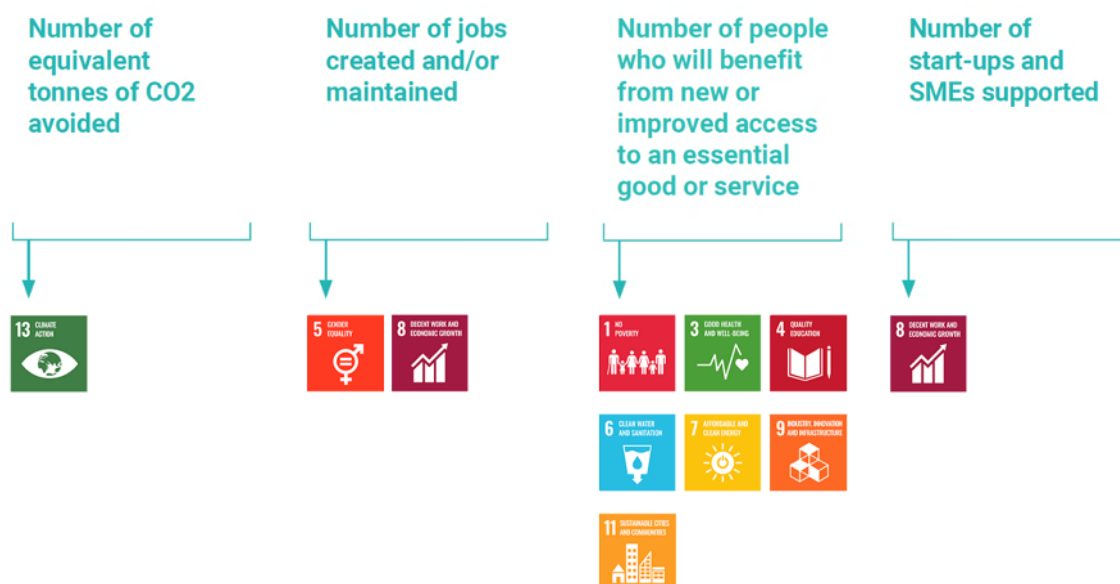 Number of
equivalent
tonnes of CO2
avoided
Number of jobs
created and/or
maintained
Number of people
who will benefit
from new or
improved access
to an essential
good or service
Number of
start-ups and
SMEs supported
13 CLIMATE
ACTION
5 GENDER
EQUALITY
8 DECENT WORK AND
ECONOMIC GROWTH
1 NO
POVERTY
3 GOOD HEALTH
AND WELL-BEING
4 QUALITY
EDUCATION
8 DECENT WORK AND
ECONOMIC GROWTH
6 CLEAN WATER
AND SANITATION
7 AFFORDABLE AND
CLEAN ENERGY
9 INDUSTRY, INNOVATION
AND INFRASTRUCTURE
11 SUSTAINABLE CITIES
AND COMMUNITIES